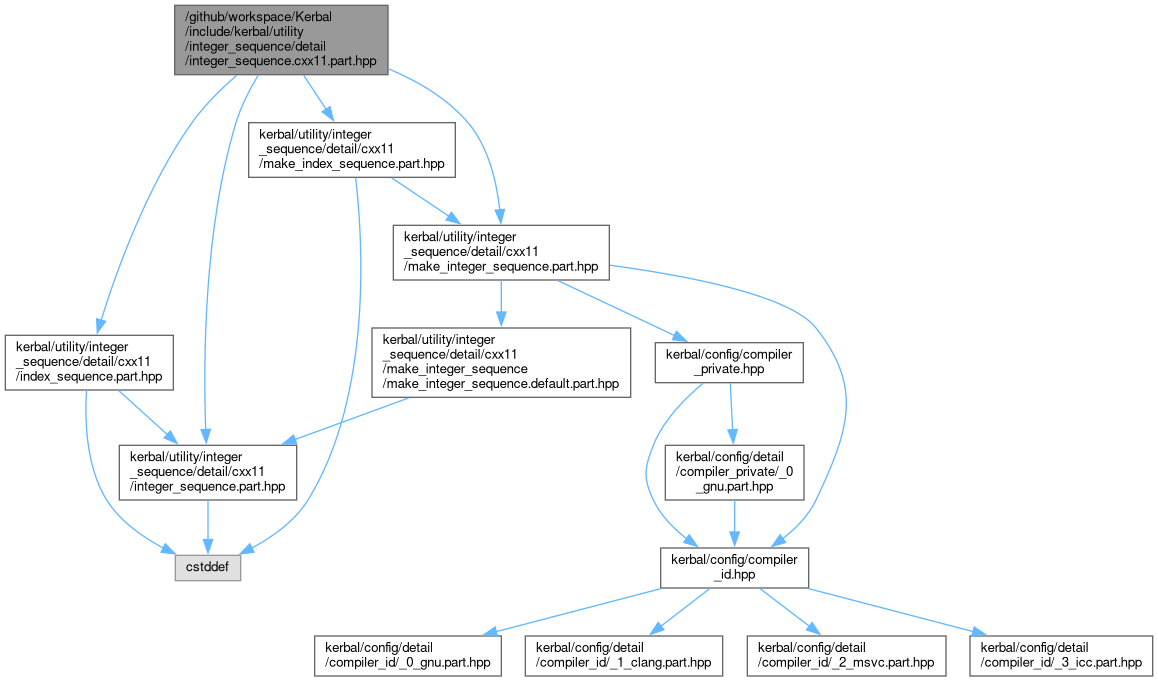 /github/workspace/Kerbal
/include/kerbal/utility
/integer_sequence/detail
/integer_sequence.cxx11.part.hpp
kerbal/utility/integer
_sequence/detail/cxx11
/make_index_sequence.part.hpp
kerbal/utility/integer
_sequence/detail/cxx11
/make_integer_sequence.part.hpp
kerbal/utility/integer
_sequence/detail/cxx11
/index_sequence.part.hpp
kerbal/utility/integer
_sequence/detail/cxx11
/make_integer_sequence
/make_integer_sequence.default.part.hpp
kerbal/config/compiler
_private.hpp
kerbal/utility/integer
_sequence/detail/cxx11
/integer_sequence.part.hpp
kerbal/config/detail
/compiler_private/_0
_gnu.part.hpp
cstddef
kerbal/config/compiler
_id.hpp
kerbal/config/detail
/compiler_id/_0_gnu.part.hpp
kerbal/config/detail
/compiler_id/_1_clang.part.hpp
kerbal/config/detail
/compiler_id/_2_msvc.part.hpp
kerbal/config/detail
/compiler_id/_3_icc.part.hpp